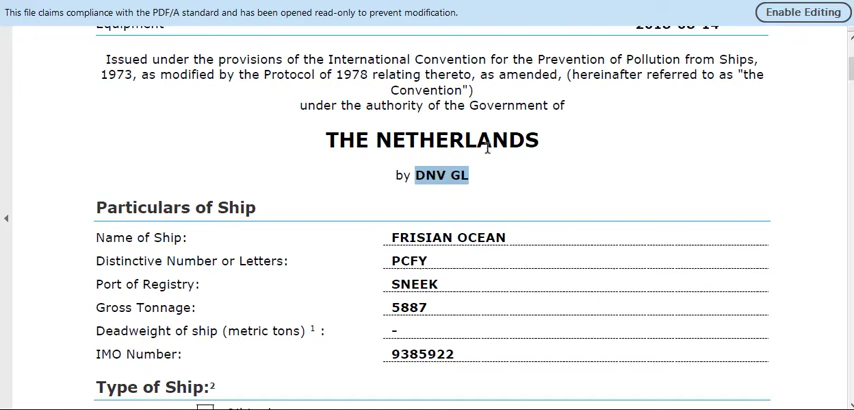 This file claims compliance with the PDF/A standard and has been opened read-only to prevent modification.
Enable Editing
Equipment 2018-08-14
Issued under the provisions of the International Convention for the Prevention of Pollution from Ships,
1973, as modified by the Protocol of 1978 relating thereto, as amended, (hereinafter referred to as "the
Convention")
under the authority of the Government of
THE NETHERLANDS
by DNV GL
Particulars of Ship
Name of Ship: FRISIAN OCEAN
Distinctive Number or Letters: PCFY
Port of Registry: SNEEK
Gross Tonnage: 5887
Deadweight of ship (metric tons) ¹ : -
IMO Number: 9385922
Type of Ship:²